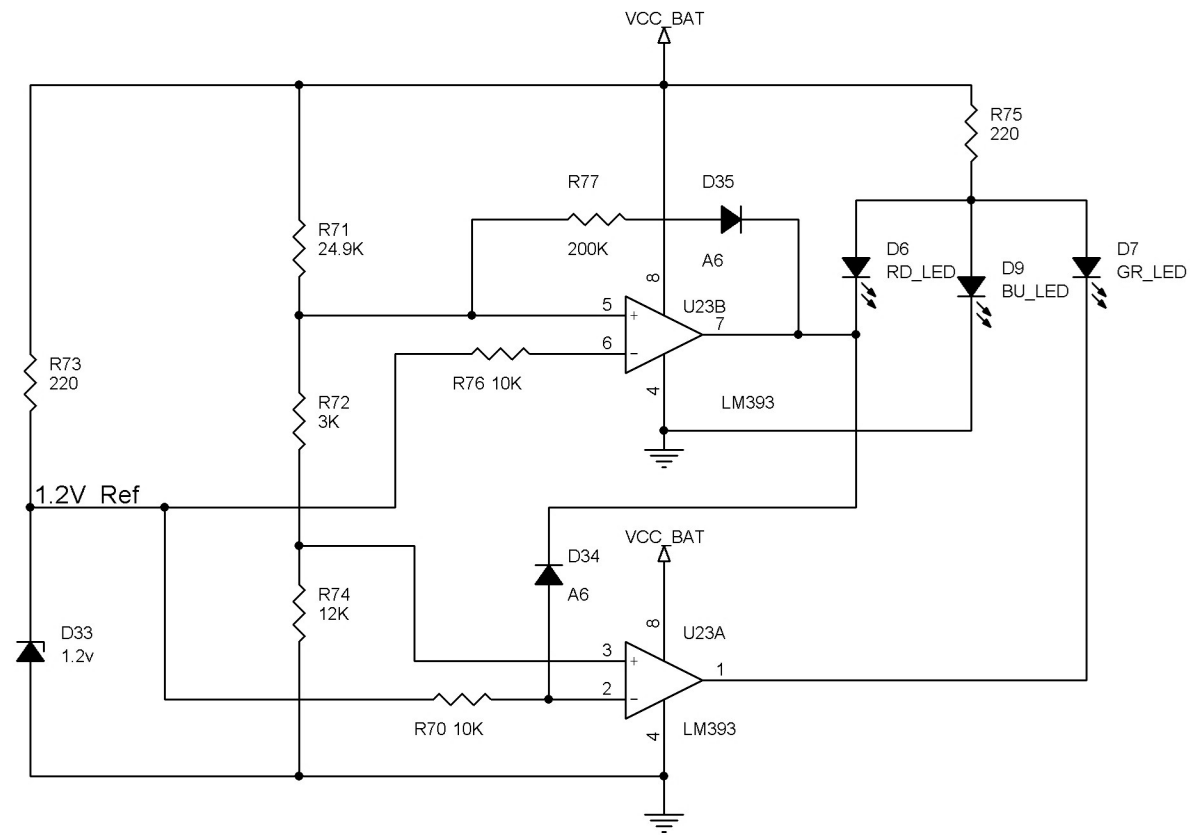 VCC_BAT
R75
220
R77
D35
R71
24.9K
200K
A6
D6
RD_LED
D9
BU_LED
D7
GR_LED
8
5
+
U23B
7
6
−
R73
220
R76 10K
4
LM393
R72
3K
1.2V Ref
VCC_BAT
D34
A6
R74
12K
8
U23A
D33
1.2v
3
+
1
2
−
R70 10K
4
LM393